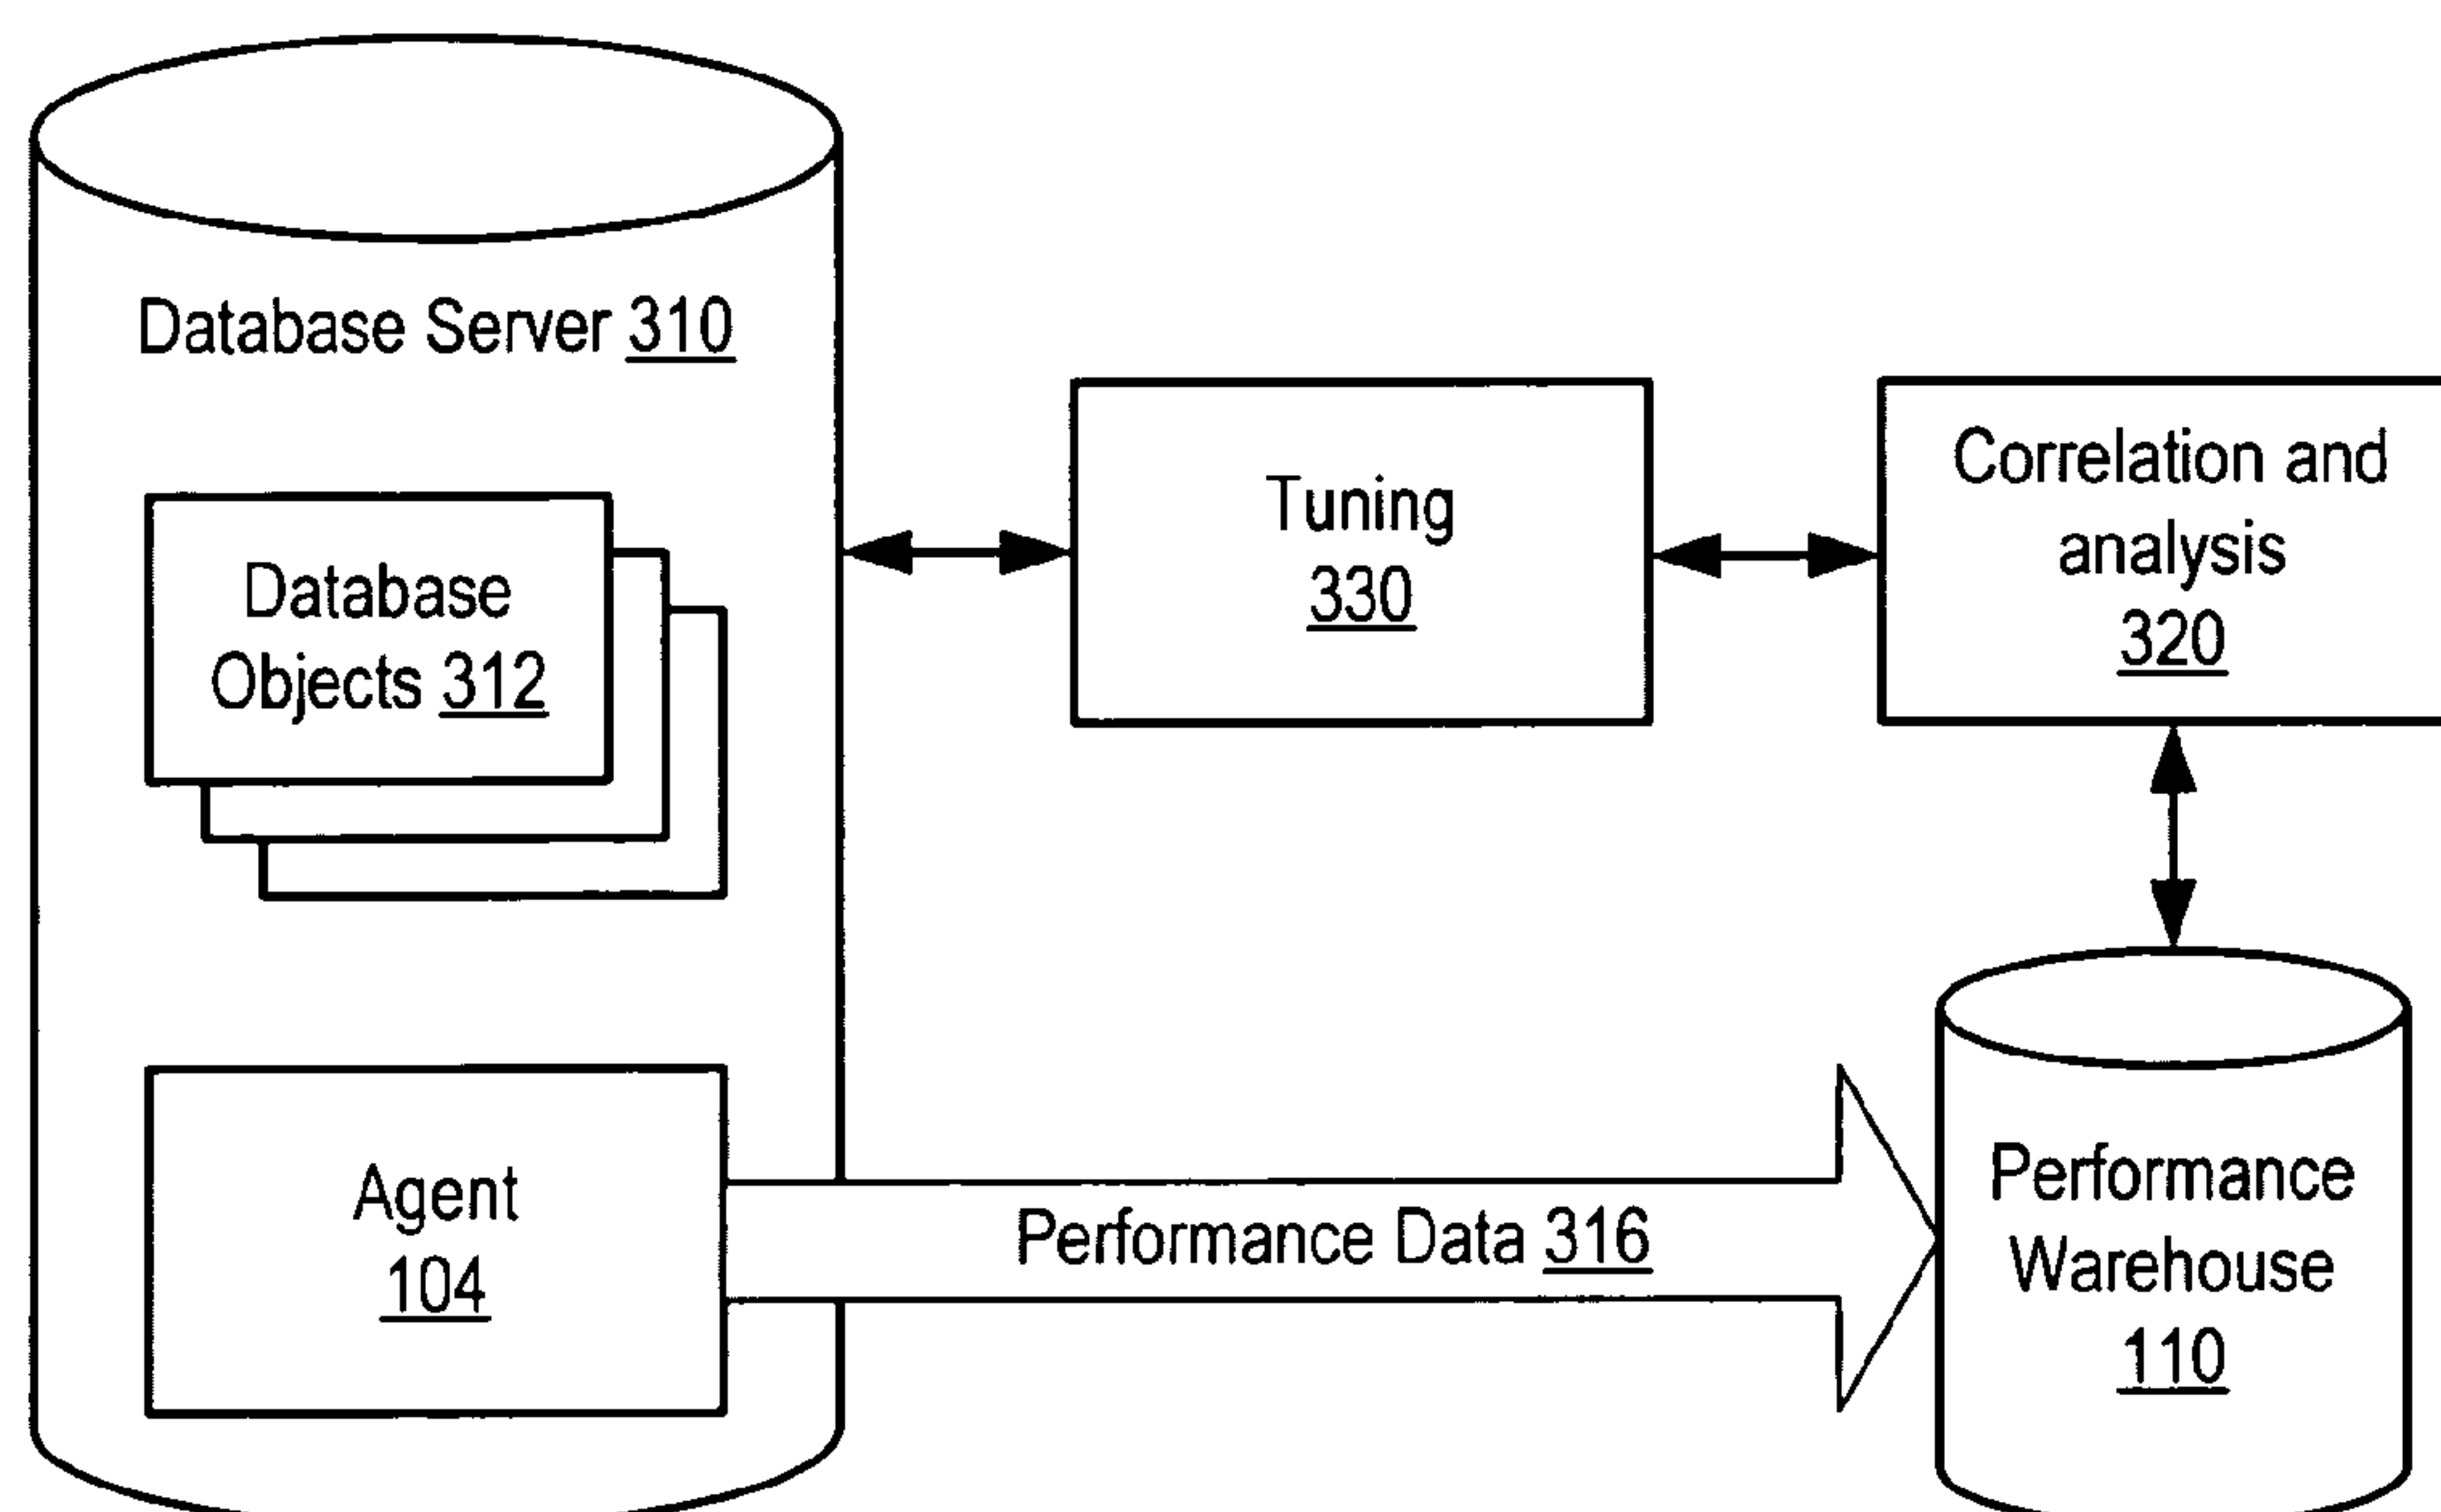 Database Server 310
Database
Objects 312
Tuning
330
Correlation and
analysis
320
Agent
104
Performance Data 316
Performance
Warehouse
110